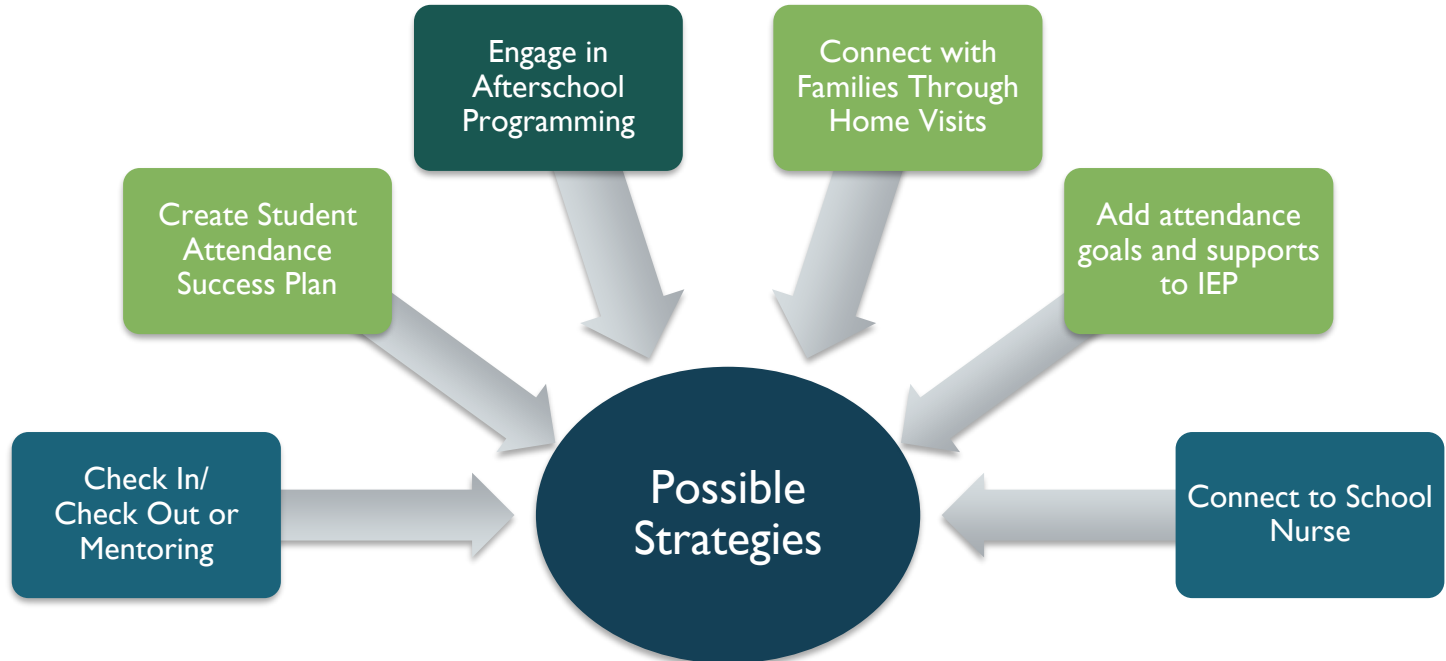 Engage in
Afterschool
Programming
Connect with
Families Through
Home Visits
Create Student
Attendance
Success Plan
Add attendance
goals and supports
to IEP
Check In/
Check Out or
Mentoring
Possible
Strategies
Connect to School
Nurse